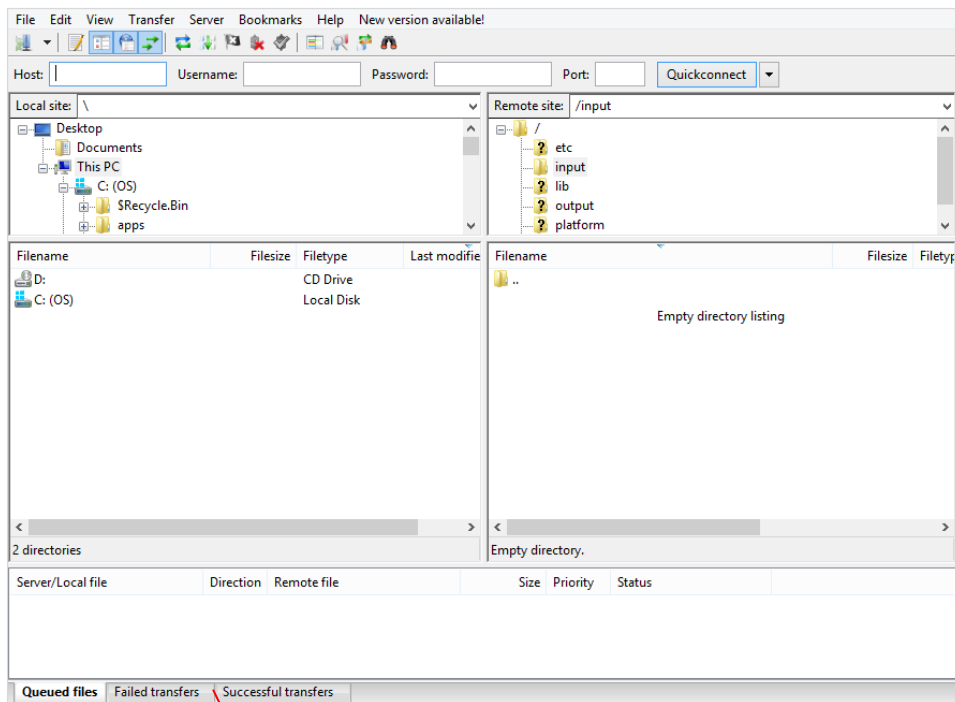 File Edit View Transfer Server Bookmarks Help New version available!
Host: Username: Password: Port: Quickconnect
Local site: \
Desktop
Documents
This PC
C: (OS)
$Recycle.Bin
apps
Remote site: /input
/
? etc
input
? lib
? output
? platform
Filename Filesize Filetype Last modifie
D: CD Drive
C: (OS) Local Disk
2 directories
Filename Filesize Filetyp
..
Empty directory listing
Empty directory.
Server/Local file Direction Remote file Size Priority Status
Queued files Failed transfers Successful transfers